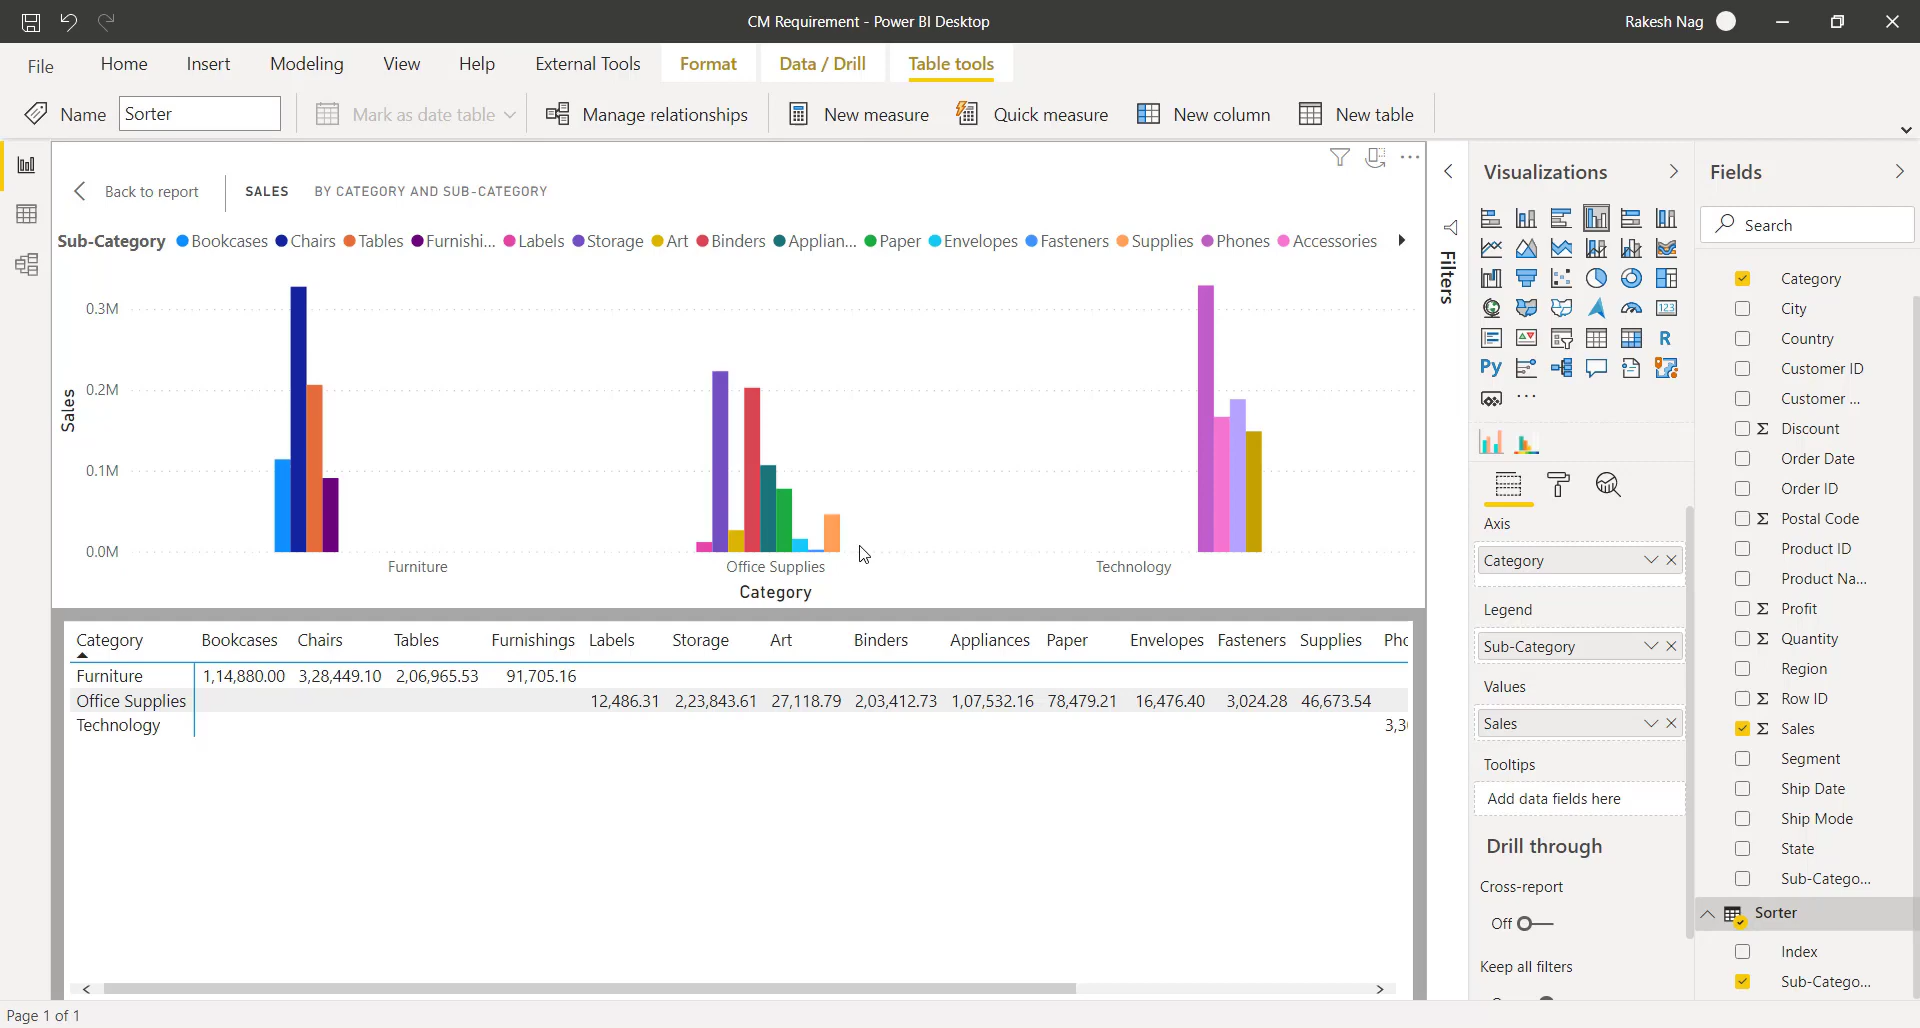 CM Requirement - Power BI Desktop
Rakesh Nag
File Home Insert Modeling View Help External Tools Format Data / Drill Table tools
Name Sorter Mark as date table Manage relationships New measure Quick measure New column New table
Back to report SALES BY CATEGORY AND SUB-CATEGORY
Sub-Category Bookcases Chairs Tables Furnishi... Labels Storage Art Binders Applian... Paper Envelopes Fasteners Supplies Phones Accessories
0.3M
0.2M
0.1M
0.0M
Sales
Furniture Office Supplies Technology
Category
Category Bookcases Chairs Tables Furnishings Labels Storage Art Binders Appliances Paper Envelopes Fasteners Supplies
Furniture 1,14,880.00 3,28,449.10 2,06,965.53 91,705.16
Office Supplies 12,486.31 2,23,843.61 27,118.79 2,03,412.73 1,07,532.16 78,479.21 16,476.40 3,024.28 46,673.54
Technology
Filters
Visualizations
123
R
Py
...
Axis
Category
Legend
Sub-Category
Values
Sales
Tooltips
Add data fields here
Drill through
Cross-report
Off
Keep all filters
Fields
Search
Category
City
Country
Customer ID
Customer ...
Σ Discount
Order Date
Order ID
Σ Postal Code
Product ID
Product Na...
Σ Profit
Σ Quantity
Region
Σ Row ID
Σ Sales
Segment
Ship Date
Ship Mode
State
Sub-Catego...
Sorter
Index
Sub-Catego...
Page 1 of 1